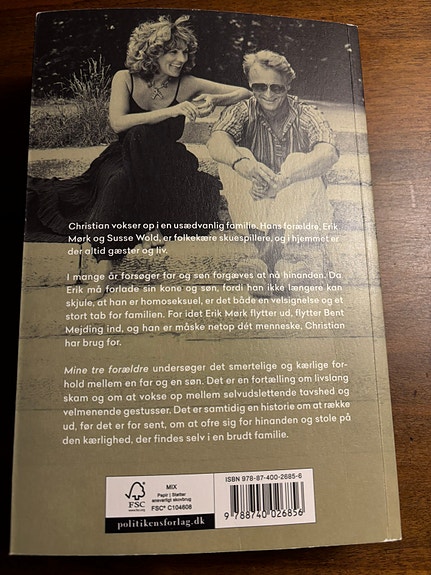 Christian vokser op i en usædvanlig familie. Hans forældre, Erik
Mørk og Susse Wold, er folkekære skuespillere, og i hjemmet er
der altid gæster og liv.
I mange år forsøger far og søn forgæves at nå hinanden. Da
Erik må forlade sin kone og søn, fordi han ikke længere kan
skjule, at han er homoseksuel, er det både en velsignelse og et
stort tab for familien. For idet Erik Mørk flytter ud, flytter Bent
Mejding ind, og han er måske netop dét menneske, Christian
har brug for.
Mine tre forældre undersøger det smertelige og kærlige for-
hold mellem en far og en søn. Det er en fortælling om livslang
skam og om at vokse op mellem selvudslettende tavshed og
velmenende gestusser. Det er samtidig en historie om at række
ud, før det er for sent, om at ofre sig for hinanden og stole på
den kærlighed, der findes selv i en brudt familie.
FSC
www.fsc.org
MIX
Papir | Støtter
ansvarligt skovbrug
FSC® C104608
politikensforlag.dk
ISBN 978-87-400-2685-6
9 788740 026856